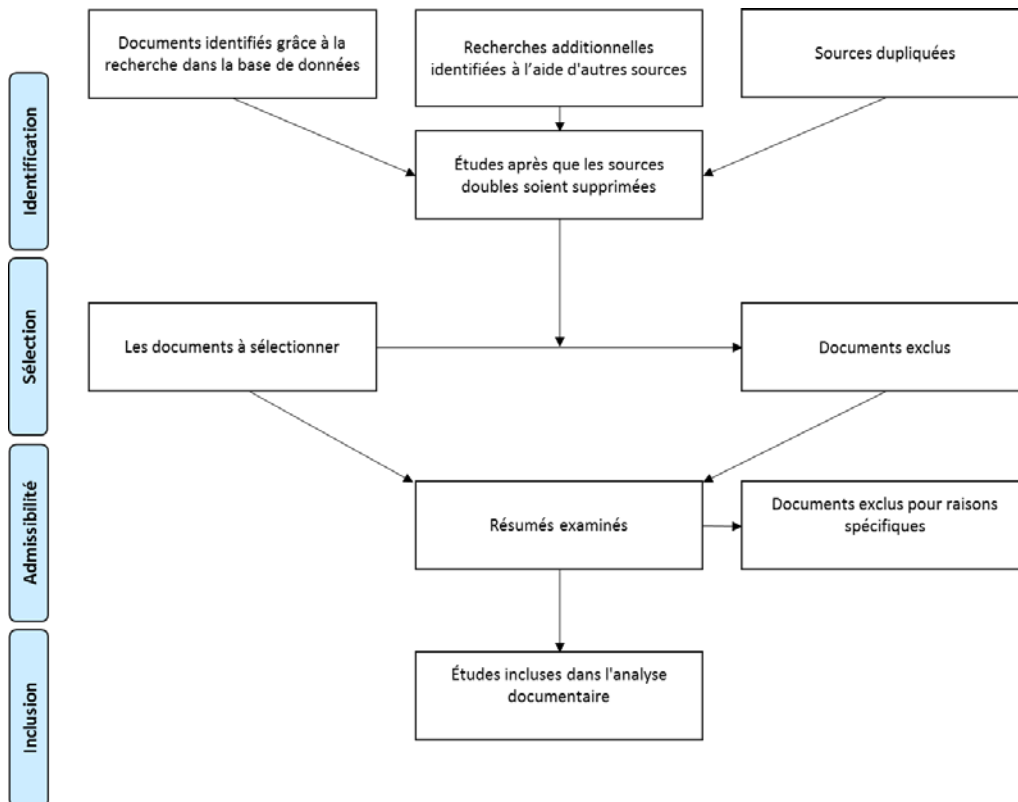 Documents identifiés grâce à la
recherche dans la base de données
Recherches additionnelles
identifiées à l’aide d'autres sources
Sources dupliquées
Identification
Études après que les sources
doubles soient supprimées
Sélection
Les documents à sélectionner
Documents exclus
Admissibilité
Résumés examinés
Documents exclus pour raisons
spécifiques
Inclusion
Études incluses dans l'analyse
documentaire